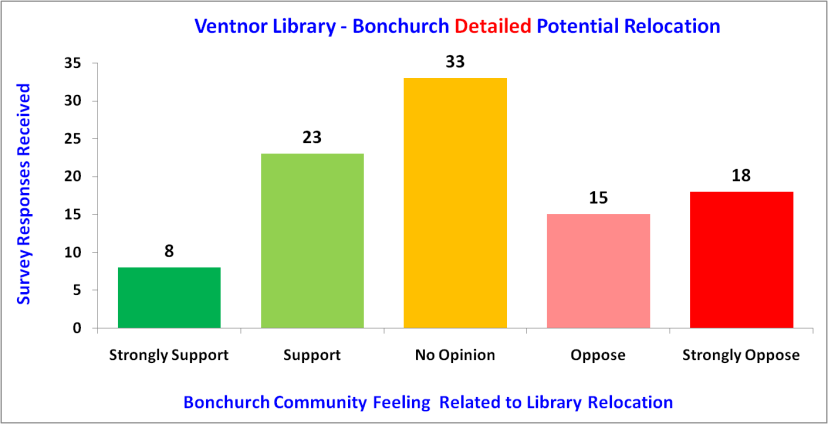 Ventnor Library - Bonchurch Detailed Potential Relocation
Survey Responses Received
35
30
25
20
15
10
5
0
8
23
33
15
18
Strongly Support
Support
No Opinion
Oppose
Strongly Oppose
Bonchurch Community Feeling  Related to Library Relocation